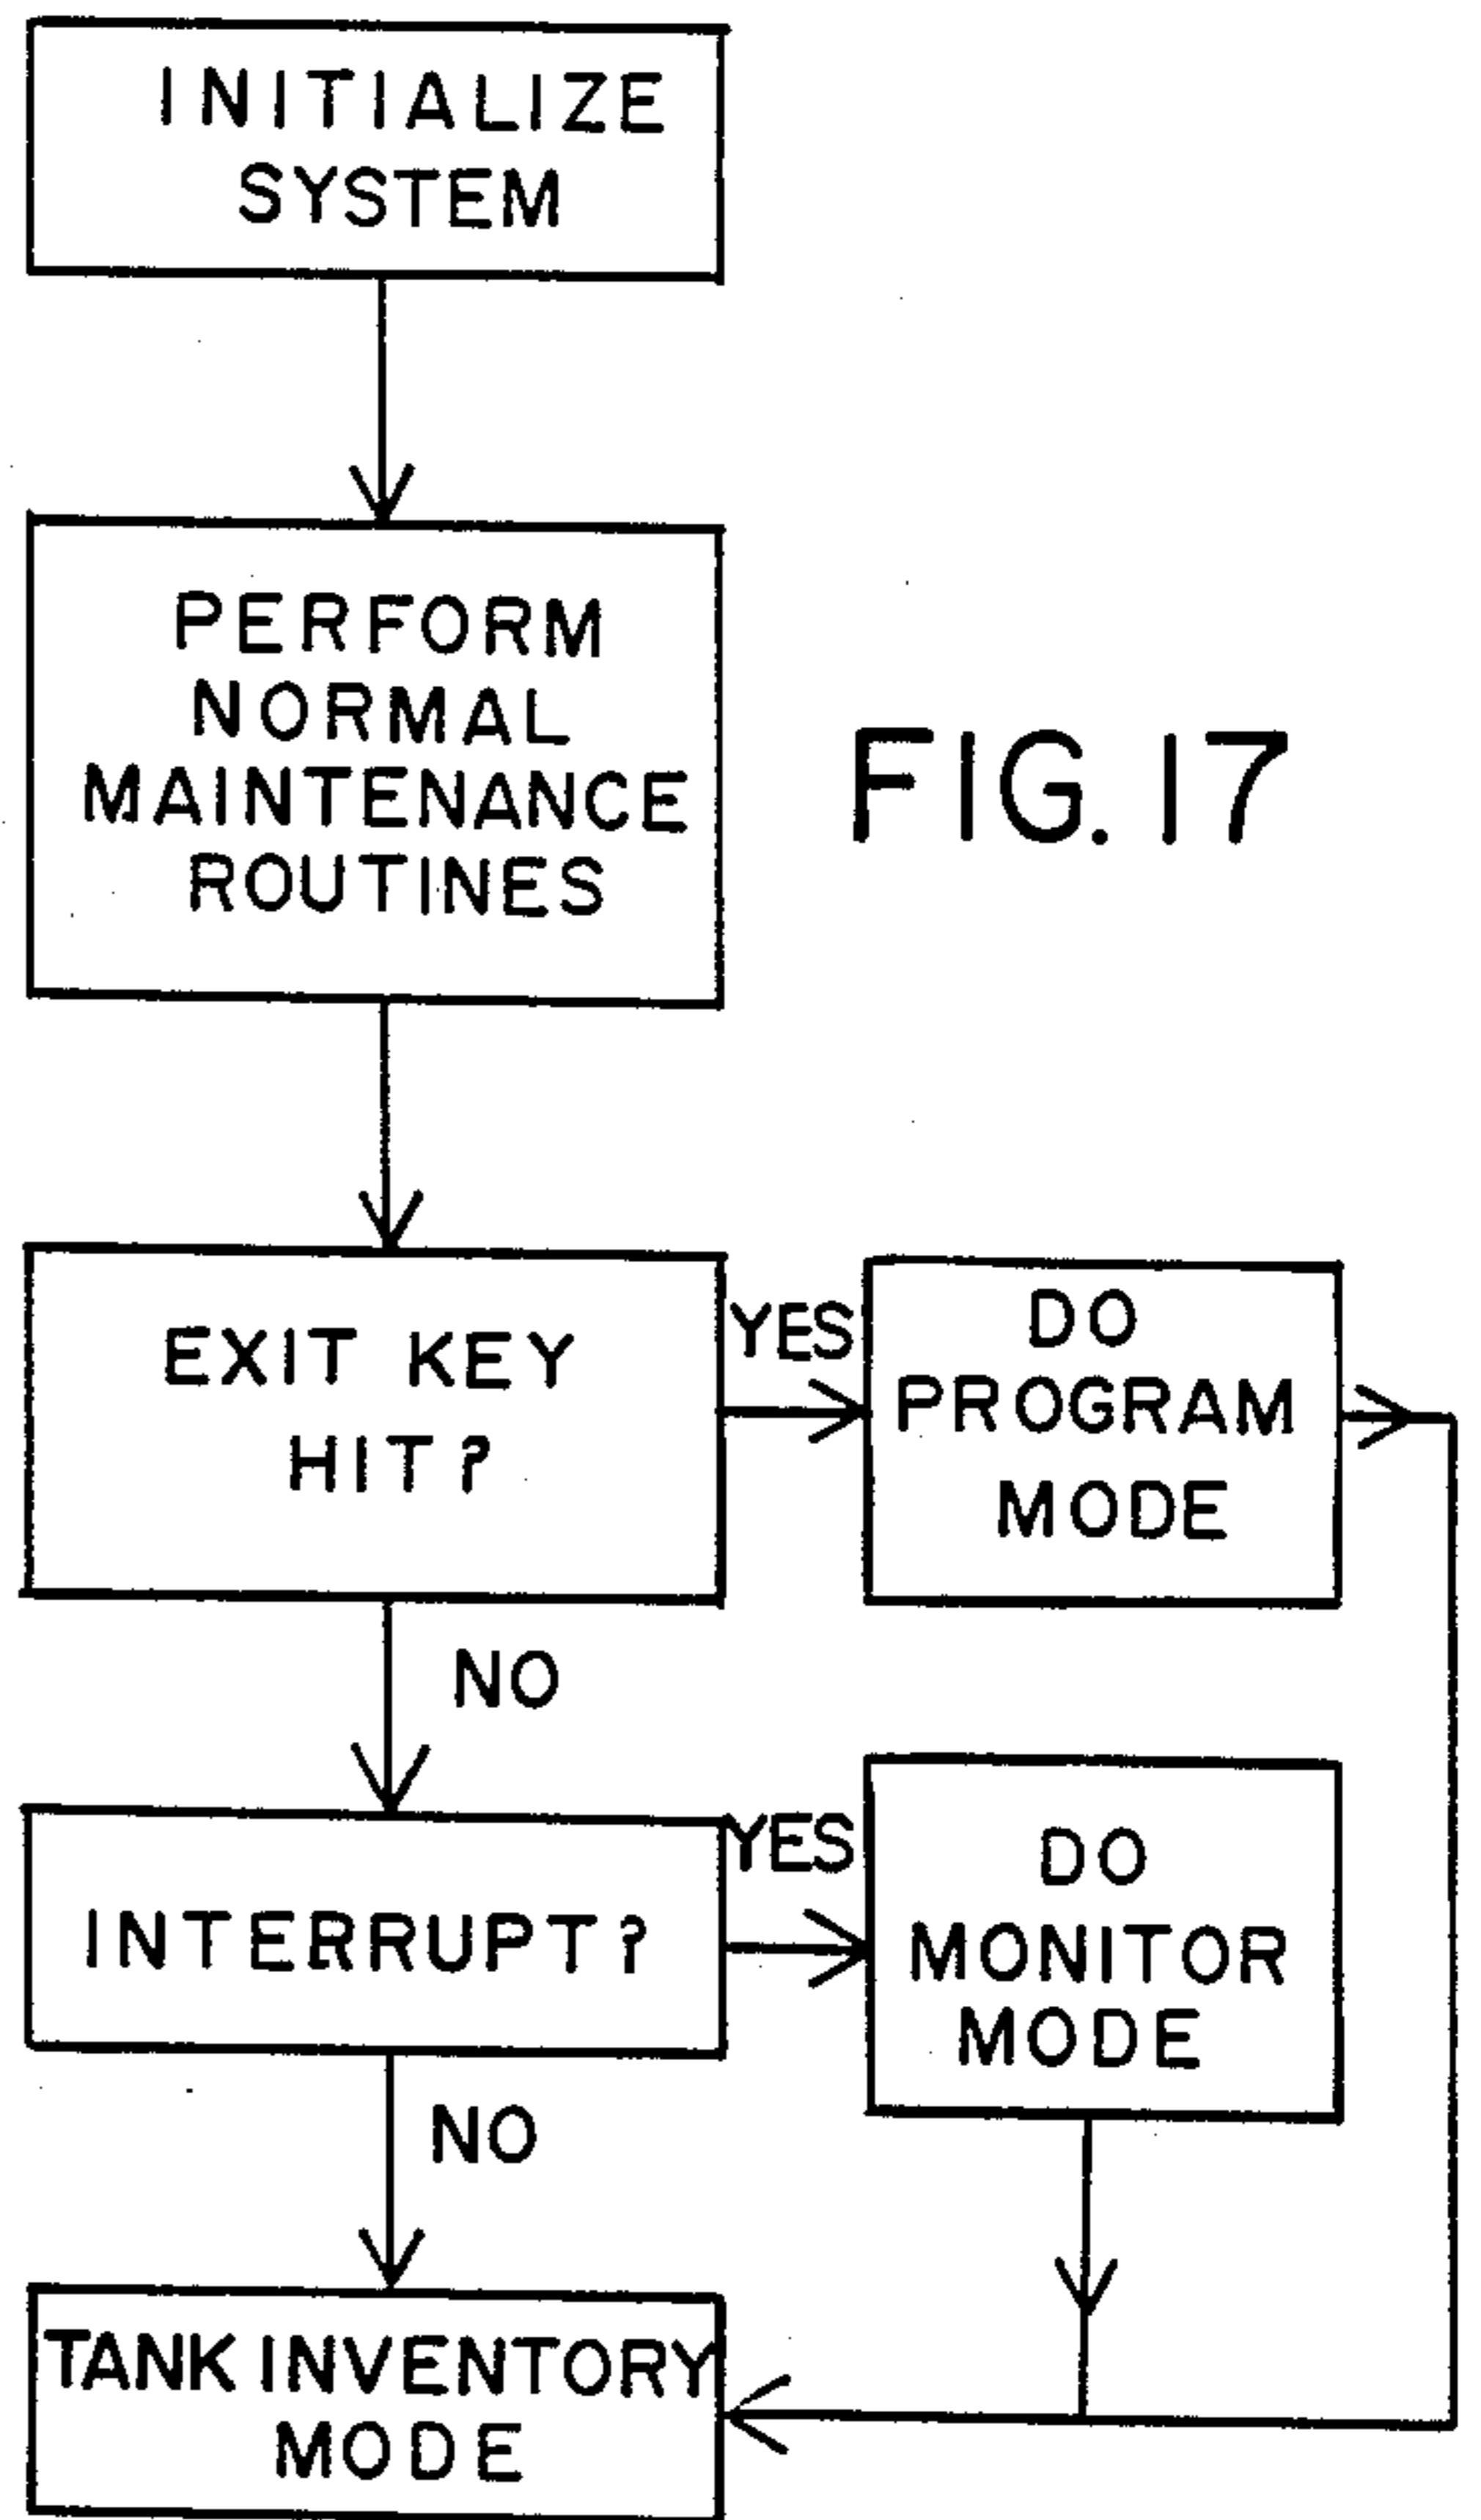 INITIALIZE
SYSTEM
PERFORM
NORMAL
MAINTENANCE
ROUTINES
FIG. 17
EXIT KEY
HIT?
YES
DO
PROGRAM
MODE
NO
INTERRUPT?
YES
DO
MONITOR
MODE
NO
TANK INVENTORY
MODE